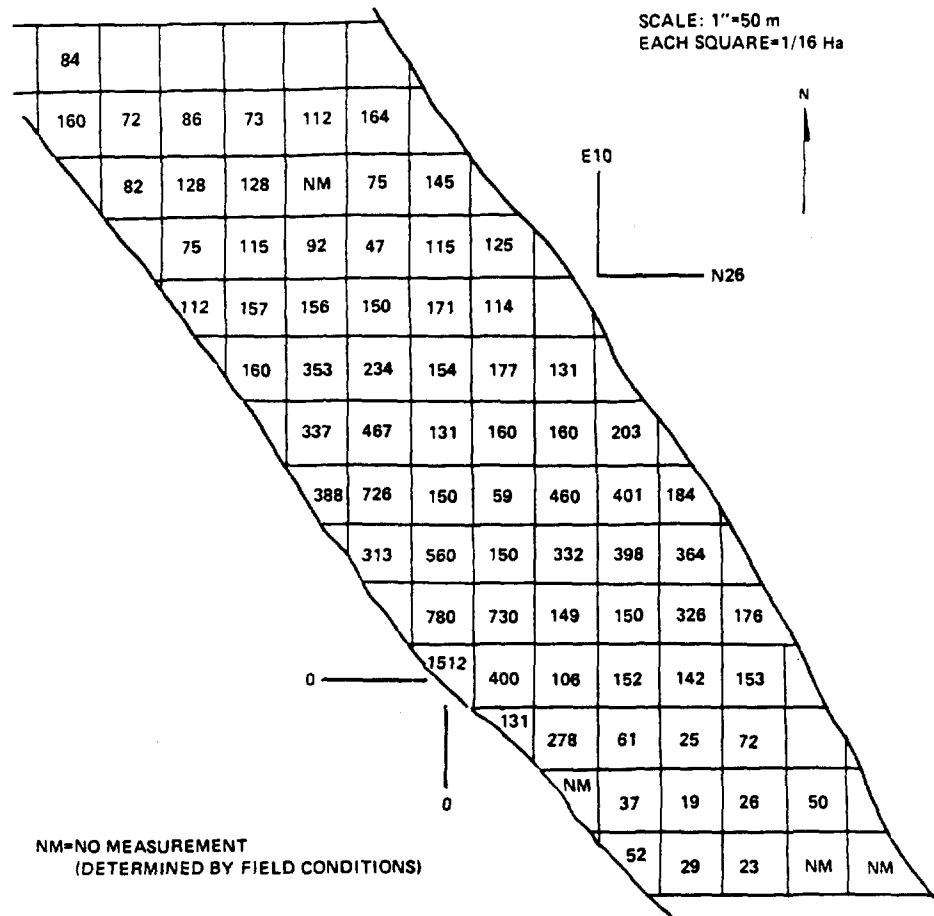 SCALE: 1"=50 m
EACH SQUARE=1/16 Ha
N
84
160 72 86 73 112 164
E10
82 128 128 NM 75 145
75 115 92 47 115 125
N26
112 157 156 150 171 114
160 353 234 154 177 131
337 467 131 160 160 203
388 726 150 59 460 401 184
313 560 150 332 398 364
780 730 149 150 326 176
1512 400 106 152 142 153
0
131 278 61 25 72
NM 37 19 26 50
0
52 29 23 NM NM
NM=NO MEASUREMENT
(DETERMINED BY FIELD CONDITIONS)